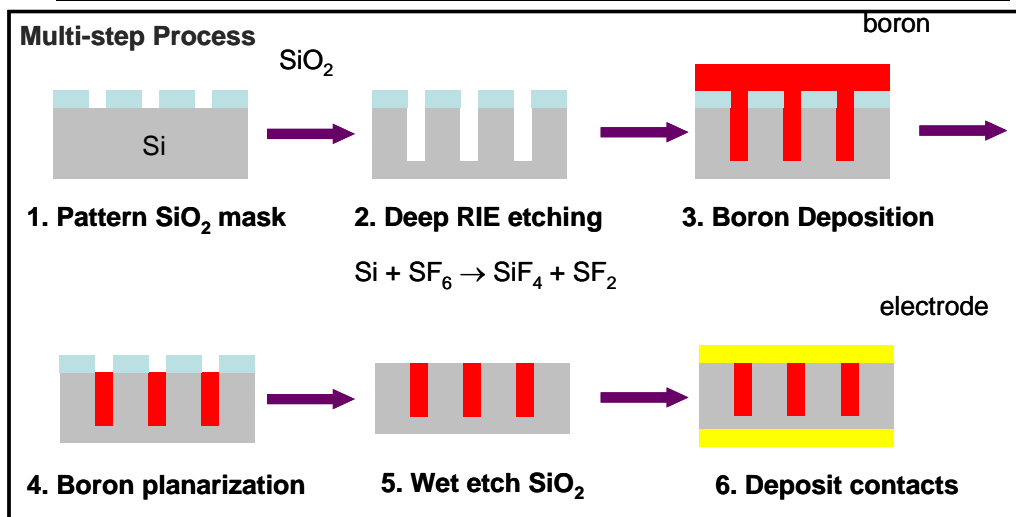 Multi-step Process
boron
SiO₂
Si
1. Pattern SiO₂ mask
2. Deep RIE etching
3. Boron Deposition
Si + SF₆ → SiF₄ + SF₂
electrode
4. Boron planarization
5. Wet etch SiO₂
6. Deposit contacts